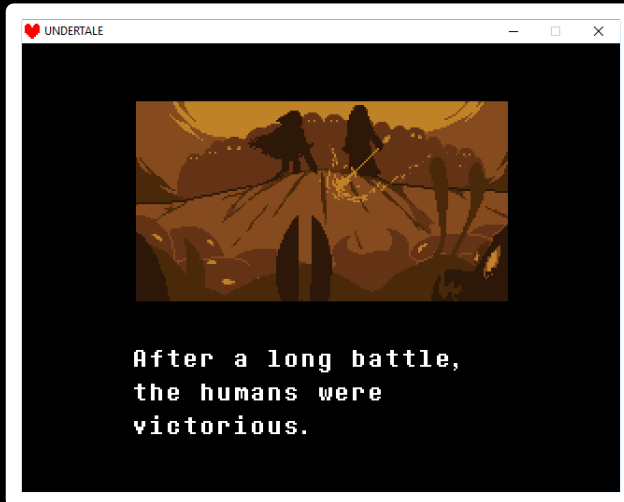 UNDERTALE
After a long battle,
the humans were
victorious.